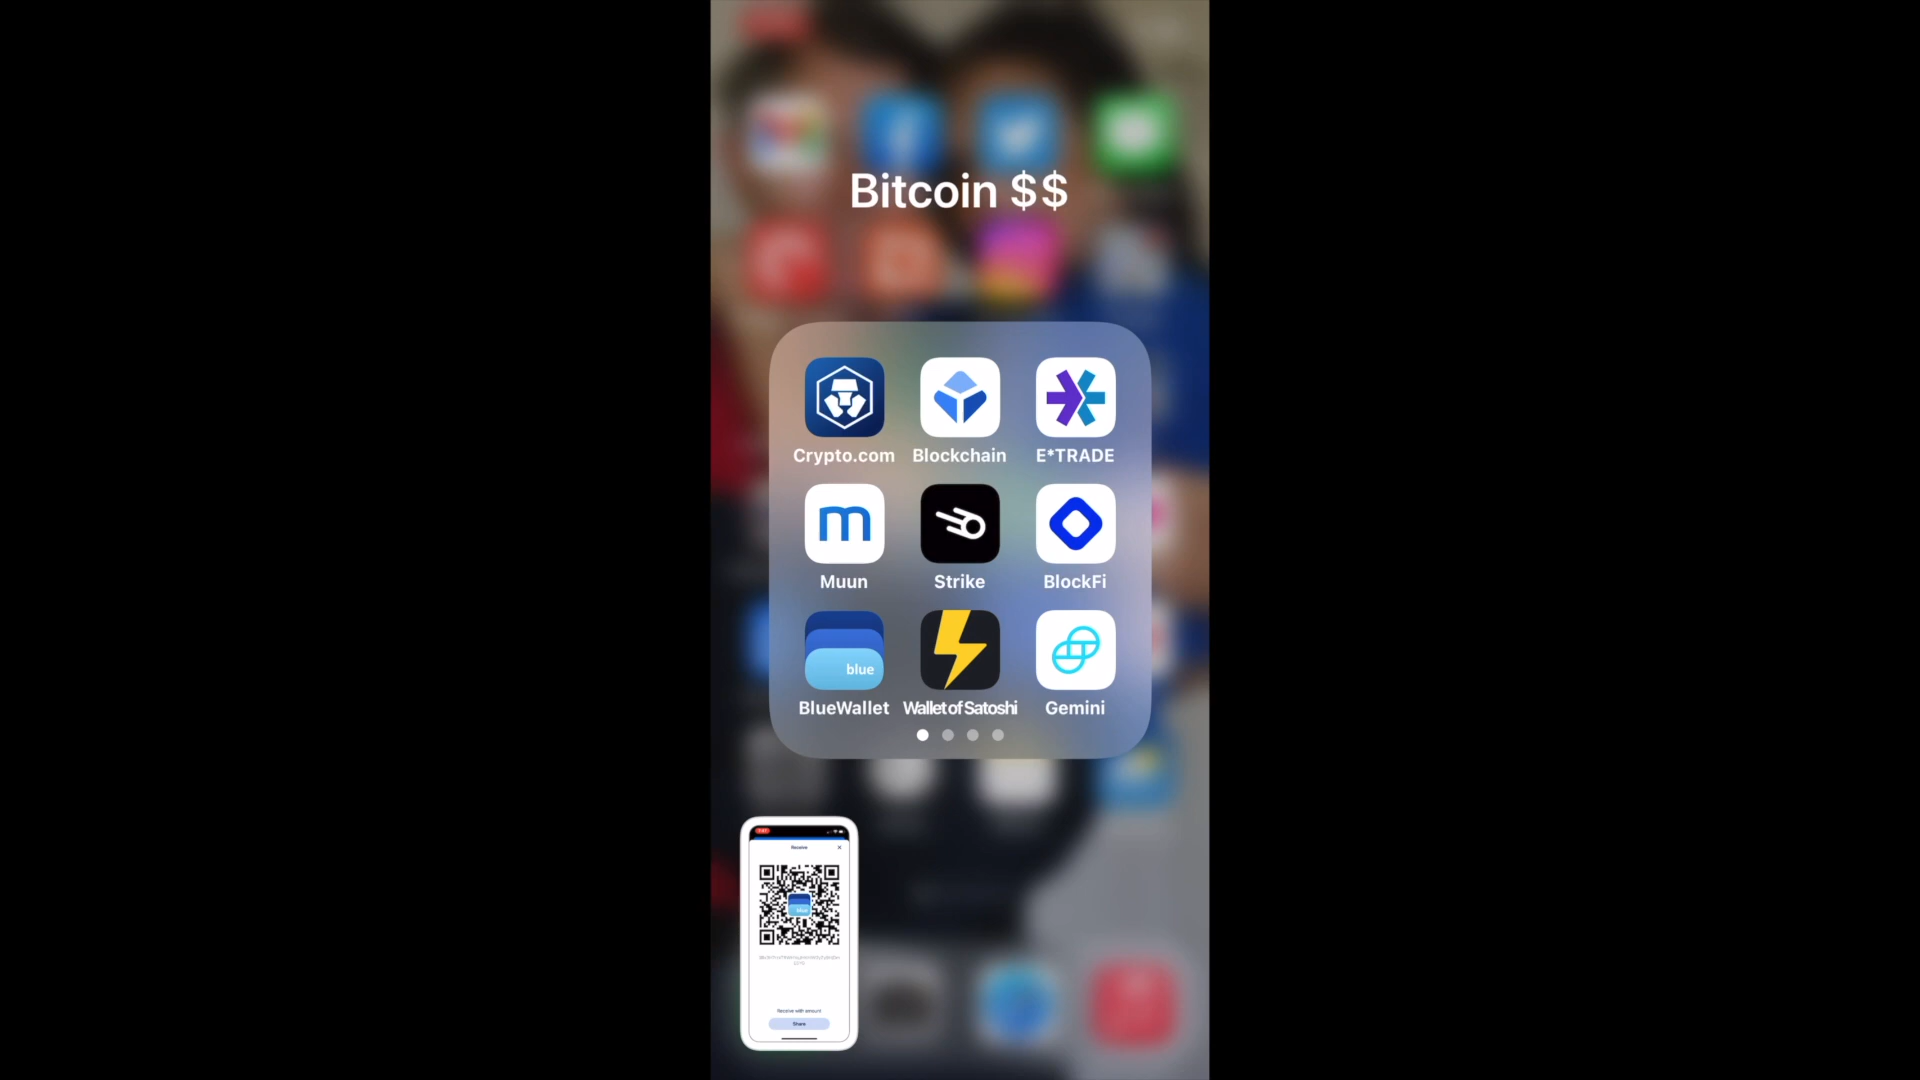 Bitcoin $$
Crypto.com Blockchain E*TRADE
m
Muun Strike BlockFi
blue
BlueWallet Wallet of Satoshi Gemini
Receive
blue
Receive with amount
Share